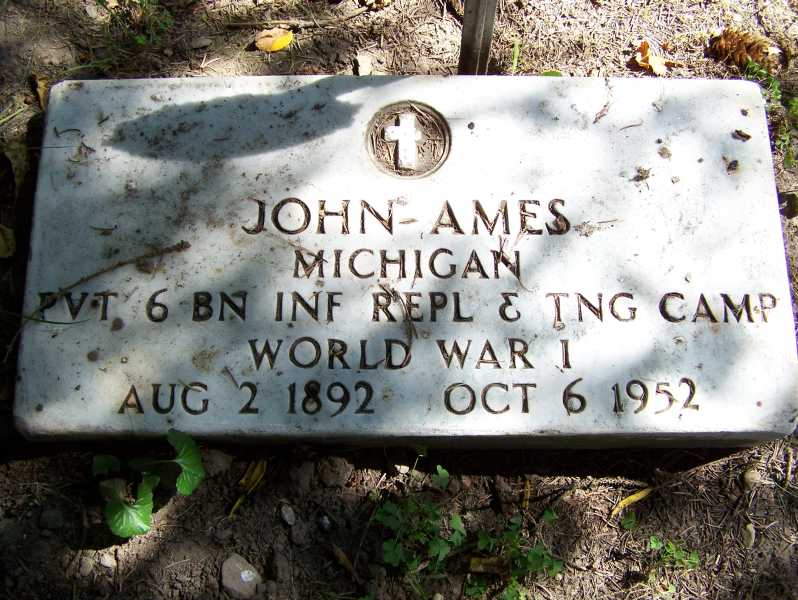 JOHN AMES
MICHIGAN
PVT 6 BN INF REPL & TNG CAMP
WORLD WAR I
AUG 2 1892 OCT 6 1952